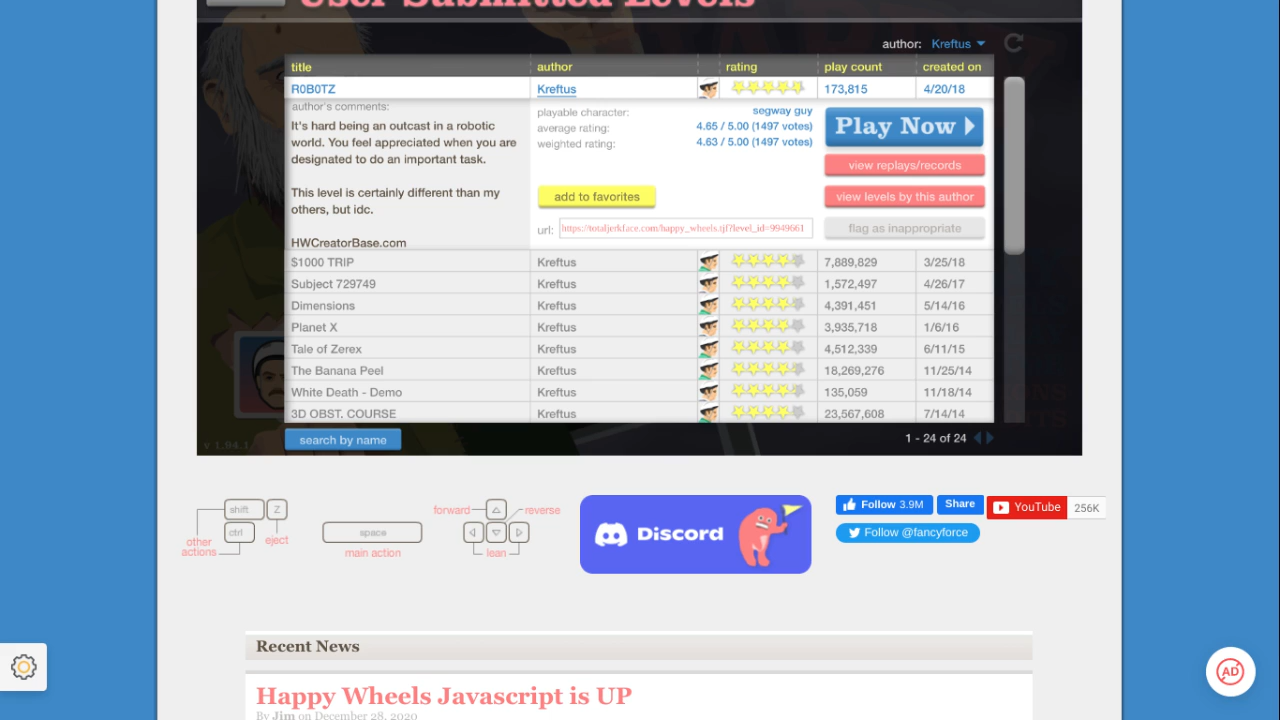 User Submitted Levels
author: Kreftus
title author rating play count created on
R0B0TZ Kreftus 173,815 4/20/18
author's comments:
It's hard being an outcast in a robotic
world. You feel appreciated when you are
designated to do an important task.
This level is certainly different than my
others, but idc.
HWCreatorBase.com
playable character: segway guy
average rating: 4.65 / 5.00 (1497 votes)
weighted rating: 4.63 / 5.00 (1497 votes)
add to favorites
url: https://totaljerkface.com/happy_wheels.tjf?level_id=9949661
Play Now
view replays/records
view levels by this author
flag as inappropriate
$1000 TRIP Kreftus 7,889,829 3/25/18
Subject 729749 Kreftus 1,572,497 4/26/17
Dimensions Kreftus 4,391,451 5/14/16
Planet X Kreftus 3,935,718 1/6/16
Tale of Zerex Kreftus 4,512,339 6/11/15
The Banana Peel Kreftus 18,269,276 11/25/14
White Death - Demo Kreftus 135,059 11/18/14
3D OBST. COURSE Kreftus 23,567,608 7/14/14
search by name
1 - 24 of 24
shift Z
ctrl
other
actions
eject
space
main action
forward
reverse
lean
Discord
Follow 3.9M
Share
YouTube 256K
Follow @fancyforce
Recent News
Happy Wheels Javascript is UP
By Jim on December 28, 2020
AD